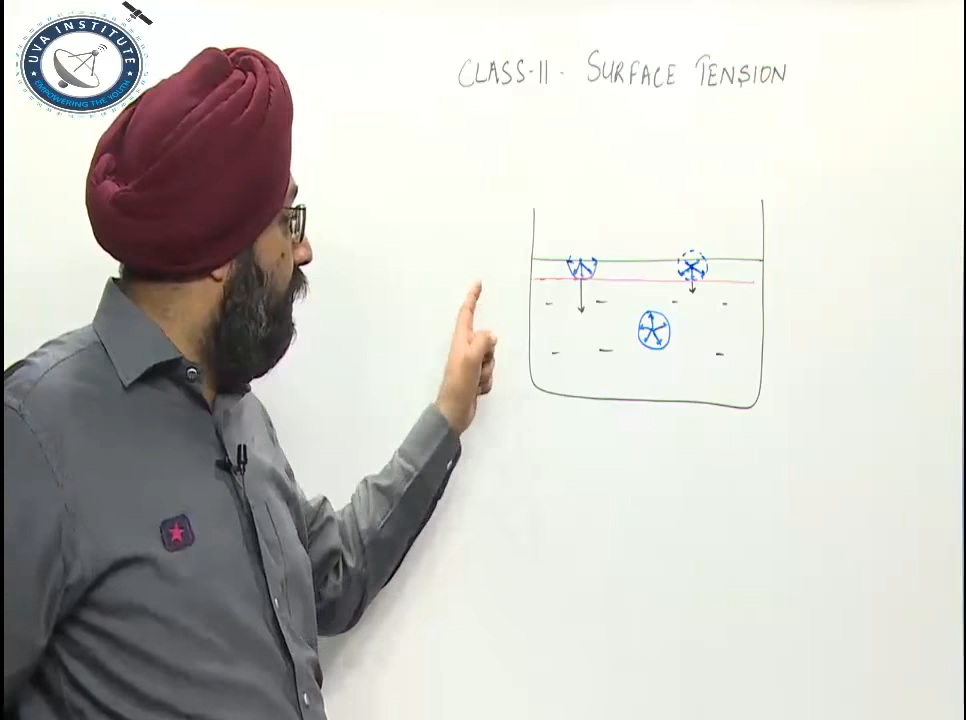 UVA INSTITUTE
EMPOWERING THE YOUTH
CLASS-11. SURFACE TENSION